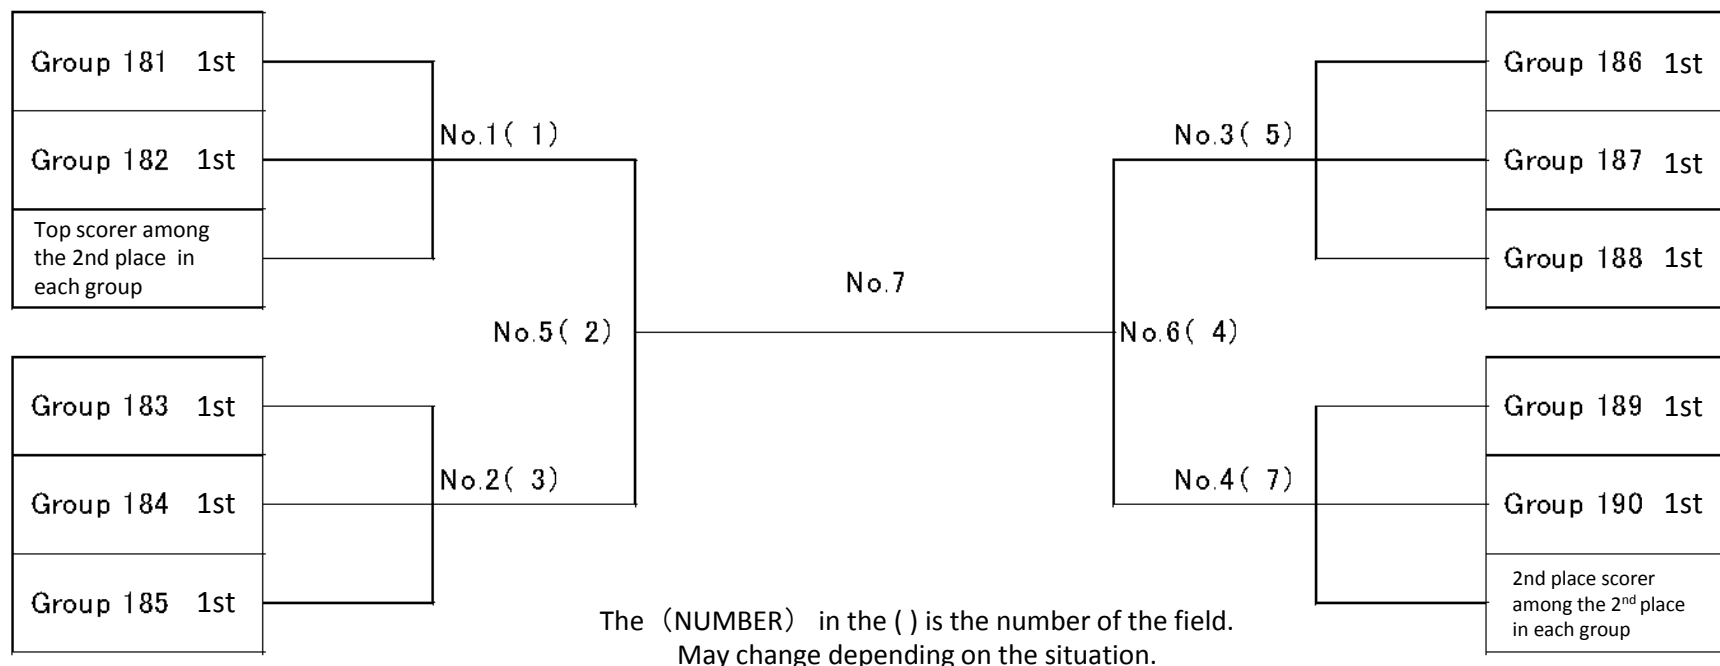 Group 181 1st
Group 182 1st
Top scorer among
the 2nd place in
each group
No.1( 1)
Group 183 1st
Group 184 1st
Group 185 1st
No.2( 3)
No.5( 2)
No.7
No.6( 4)
No.3( 5)
Group 186 1st
Group 187 1st
Group 188 1st
No.4( 7)
Group 189 1st
Group 190 1st
2nd place scorer
among the 2nd place
in each group
The （NUMBER） in the ( ) is the number of the field.
May change depending on the situation.